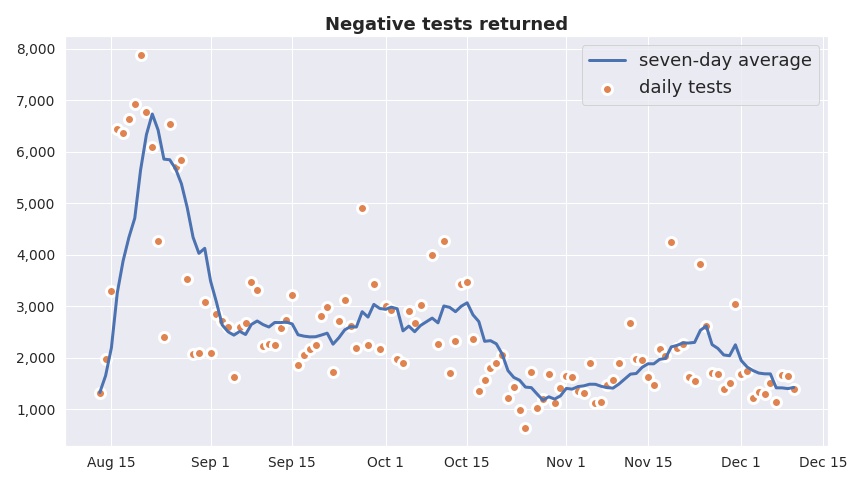 Negative tests returned
seven-day average
daily tests
8,000
7,000
6,000
5,000
4,000
3,000
2,000
1,000
Aug 15 Sep 1 Sep 15 Oct 1 Oct 15 Nov 1 Nov 15 Dec 1 Dec 15